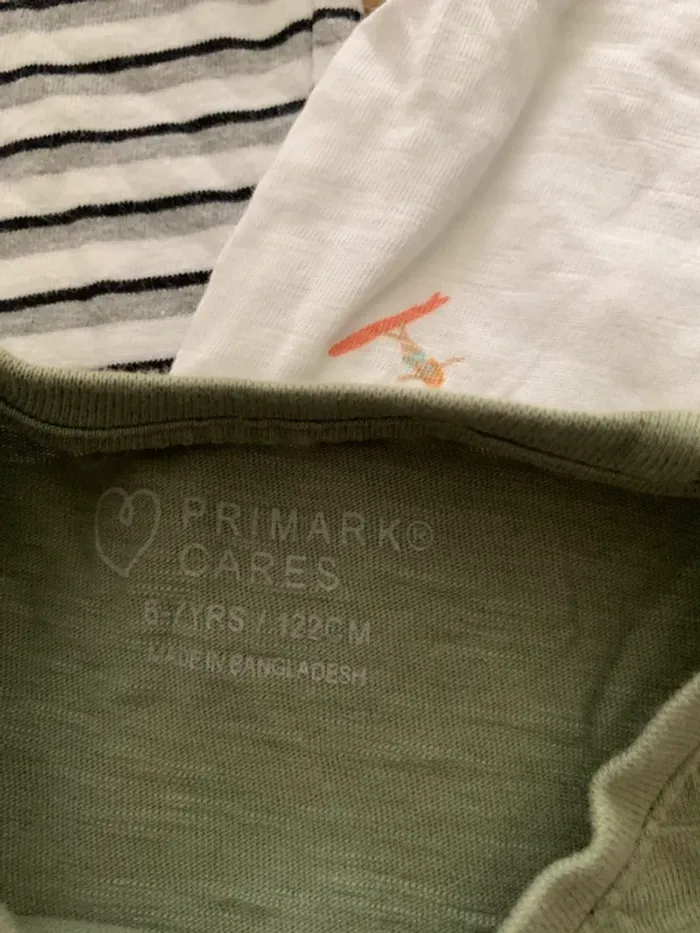 PRIMARK®
CARES
6-7YRS / 122CM
MADE IN BANGLADESH